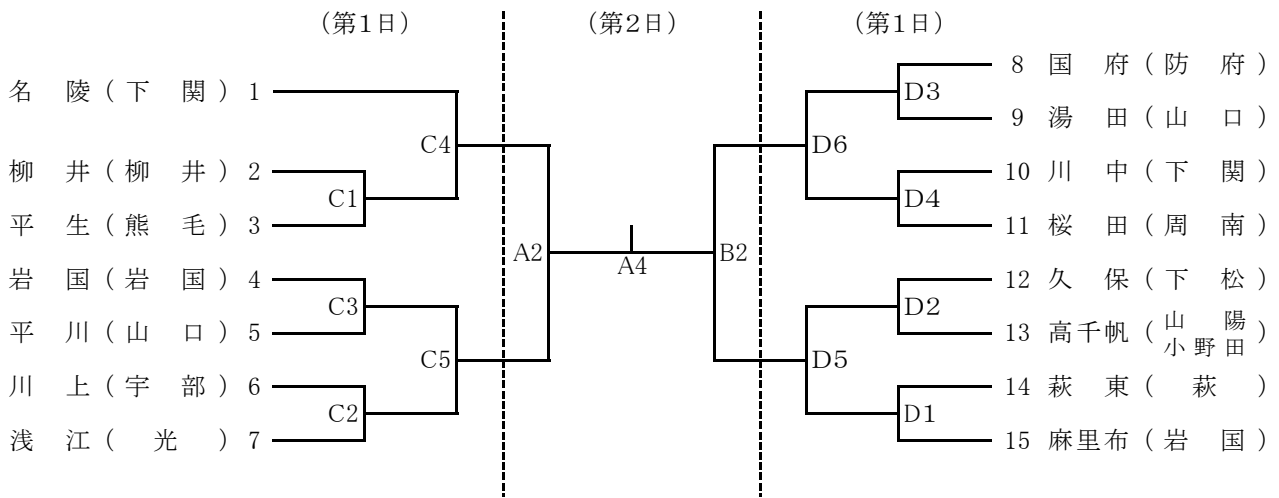 (第1日) (第2日) (第1日)
名陵(下関) 1
柳井(柳井) 2
平生(熊毛) 3
岩国(岩国) 4
平川(山口) 5
川上(宇部) 6
浅江(光) 7
C4
C1
C3
C5
C2
A2
A4
B2
D3
D6
D4
D2
D5
D1
8 国府(防府)
9 湯田(山口)
10 川中(下関)
11 桜田(周南)
12 久保(下松)
13 高千帆(山陽小野田)
14 萩東(萩)
15 麻里布(岩国)